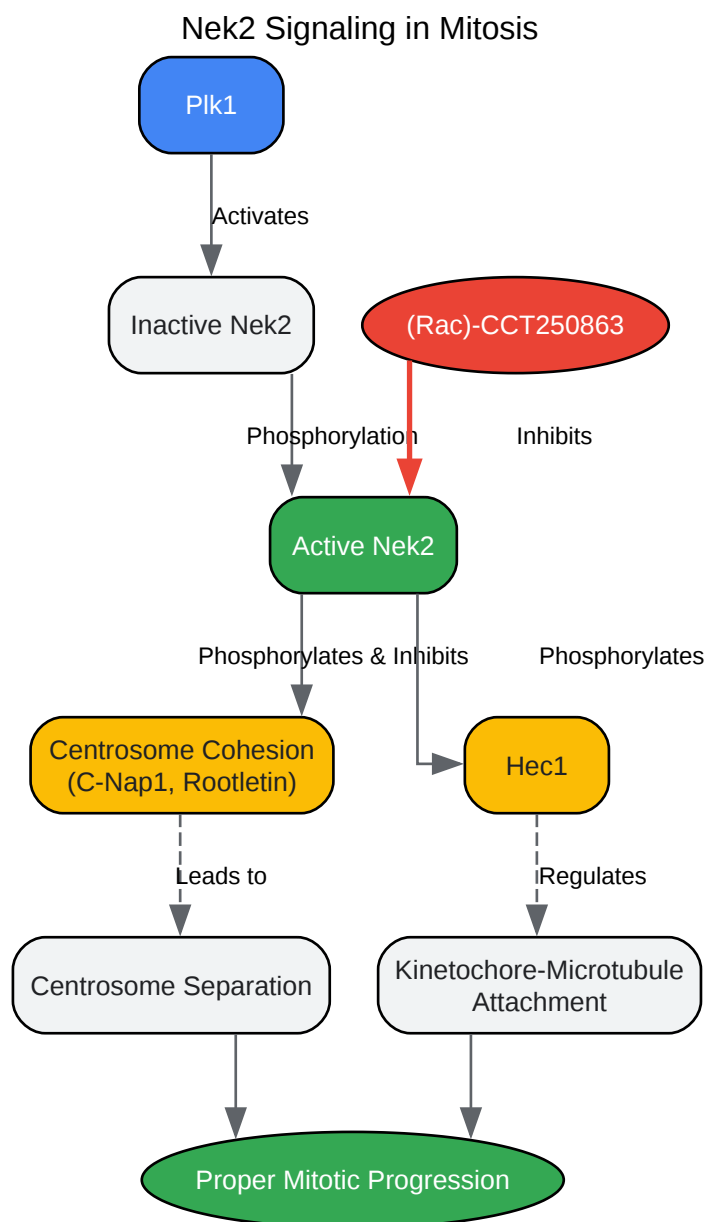 Nek2 Signaling in Mitosis
Plk1
Activates
Inactive Nek2
(Rac)-CCT250863
Phosphorylation
Inhibits
Active Nek2
Phosphorylates & Inhibits
Phosphorylates
Centrosome Cohesion
(C-Nap1, Rootletin)
Hec1
Leads to
Regulates
Centrosome Separation
Kinetochore-Microtubule
Attachment
Proper Mitotic Progression